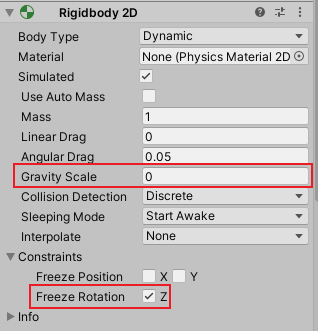 Rigidbody 2D
Body Type Dynamic
Material None (Physics Material 2D
Simulated
Use Auto Mass
Mass 1
Linear Drag 0
Angular Drag 0.05
Gravity Scale 0
Collision Detection Discrete
Sleeping Mode Start Awake
Interpolate None
Constraints
Freeze Position X Y
Freeze Rotation Z
Info